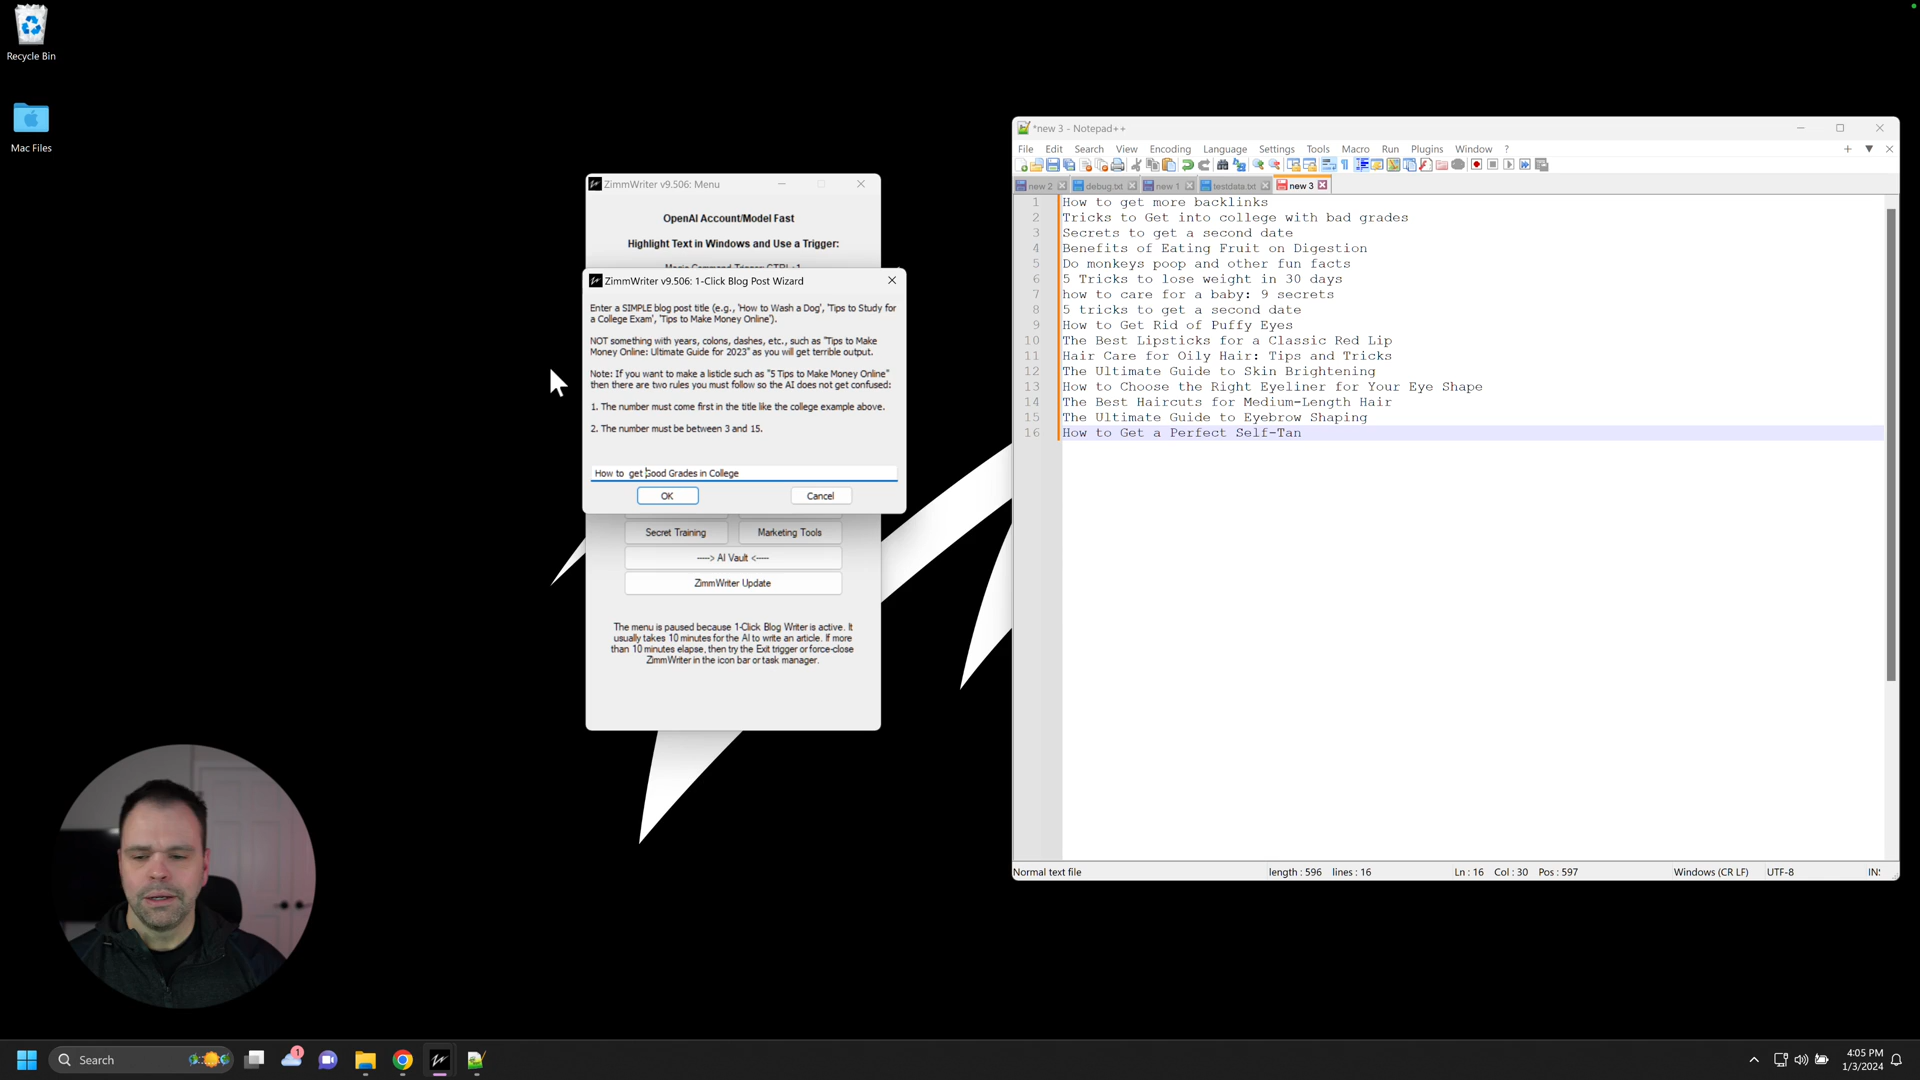 Recycle Bin
Mac Files
ZimmWriter v9.506: Menu
OpenAI Account/Model Fast
Highlight Text in Windows and Use a Trigger:
ZimmWriter v9.506: 1-Click Blog Post Wizard
Enter a SIMPLE blog post title (e.g., 'How to Wash a Dog', 'Tips to Study for
a College Exam', 'Tips to Make Money Online').
NOT something with years, colons, dashes, etc., such as "Tips to Make
Money Online: Ultimate Guide for 2023" as you will get terrible output.
Note: If you want to make a listicle such as "5 Tips to Make Money Online"
then there are two rules you must follow so the AI does not get confused:
1. The number must come first in the title like the college example above.
2. The number must be between 3 and 15.
How to  get Good Grades in College
OK
Cancel
Secret Training
Marketing Tools
----> AI Vault <----
ZimmWriter Update
The menu is paused because 1-Click Blog Writer is active. It
usually takes 10 minutes for the AI to write an article. If more
than 10 minutes elapse, then try the Exit trigger or force-close
ZimmWriter in the icon bar or task manager.
*new 3 - Notepad++
File Edit Search View Encoding Language Settings Tools Macro Run Plugins Window ?
new 2 debug.txt new 1 testdata.txt new 3
1 How to get more backlinks
2 Tricks to Get into college with bad grades
3 Secrets to get a second date
4 Benefits of Eating Fruit on Digestion
5 Do monkeys poop and other fun facts
6 5 Tricks to lose weight in 30 days
7 how to care for a baby: 9 secrets
8 5 tricks to get a second date
9 How to Get Rid of Puffy Eyes
10 The Best Lipsticks for a Classic Red Lip
11 Hair Care for Oily Hair: Tips and Tricks
12 The Ultimate Guide to Skin Brightening
13 How to Choose the Right Eyeliner for Your Eye Shape
14 The Best Haircuts for Medium-Length Hair
15 The Ultimate Guide to Eyebrow Shaping
16 How to Get a Perfect Self-Tan
Normal text file length : 596 lines : 16 Ln : 16 Col : 30 Pos : 597 Windows (CR LF) UTF-8 INS
Search
1
4:05 PM
1/3/2024